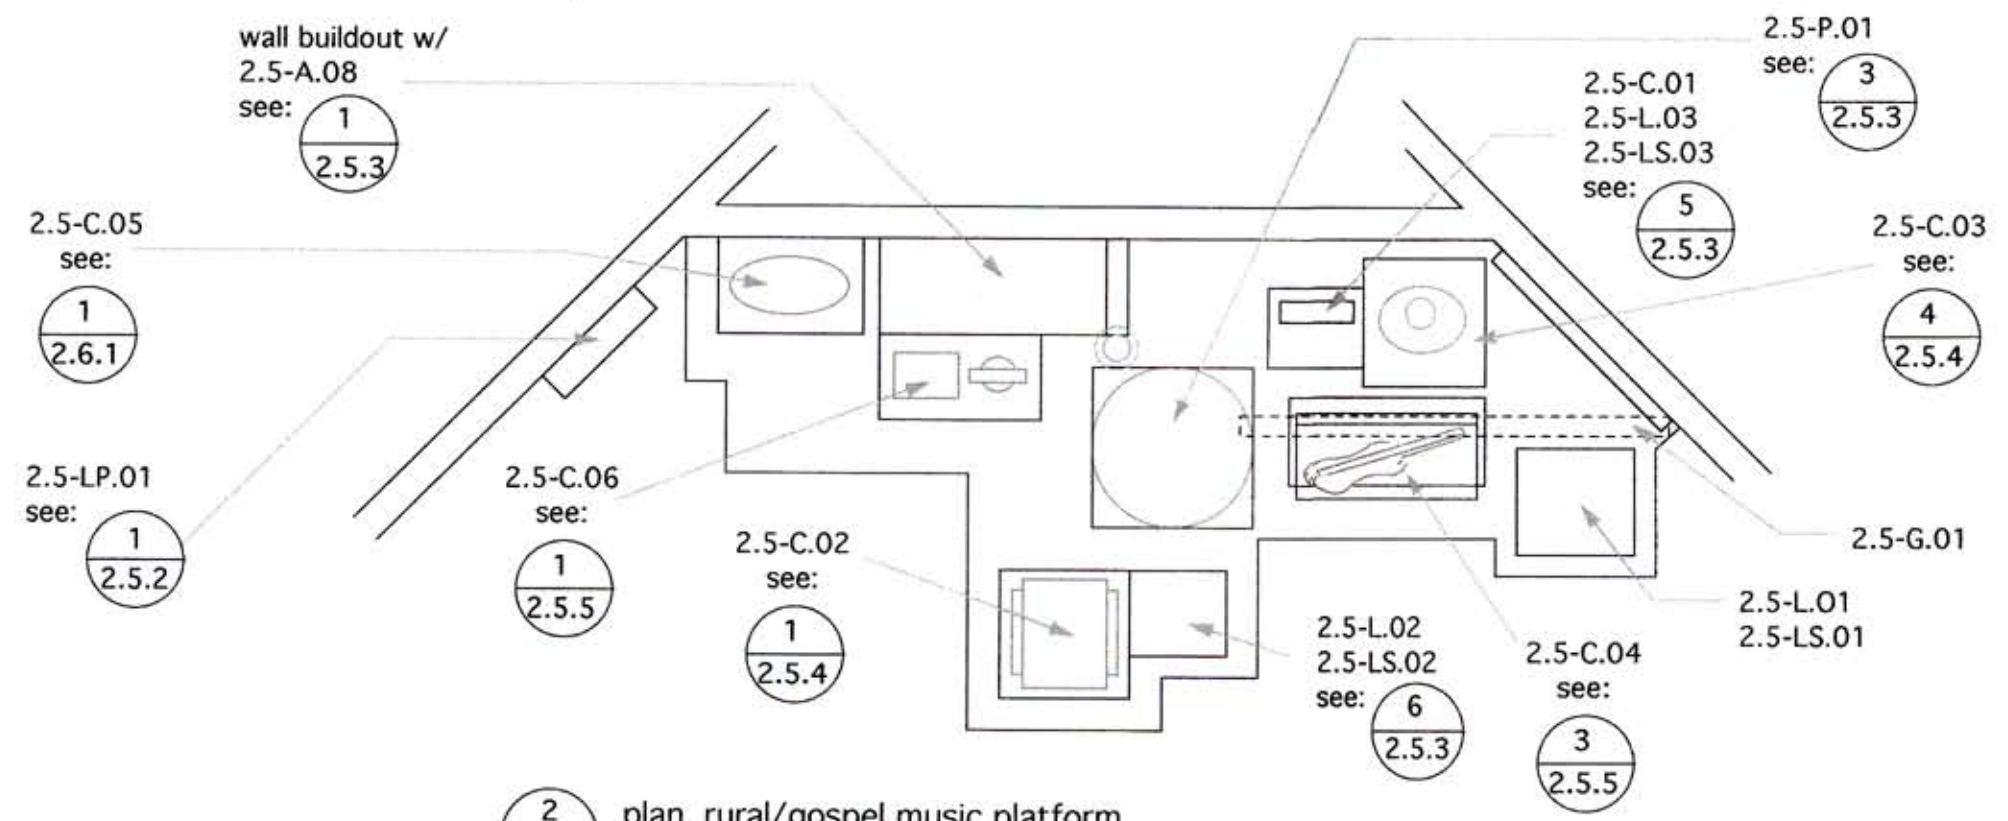 wall buildout w/
2.5-A.08
see:
1
2.5.3
2.5-P.01
see:
3
2.5.3
2.5-C.01
2.5-L.03
2.5-LS.03
see:
5
2.5.3
2.5-C.05
see:
1
2.6.1
2.5-C.03
see:
4
2.5.4
2.5-LP.01
see:
1
2.5.2
2.5-C.06
see:
1
2.5.5
2.5-C.02
see:
1
2.5.4
2.5-L.02
2.5-LS.02
see:
6
2.5.3
2.5-C.04
see:
3
2.5.5
2.5-G.01
2.5-L.O1
2.5-LS.01
2
plan, rural/gospel music platform